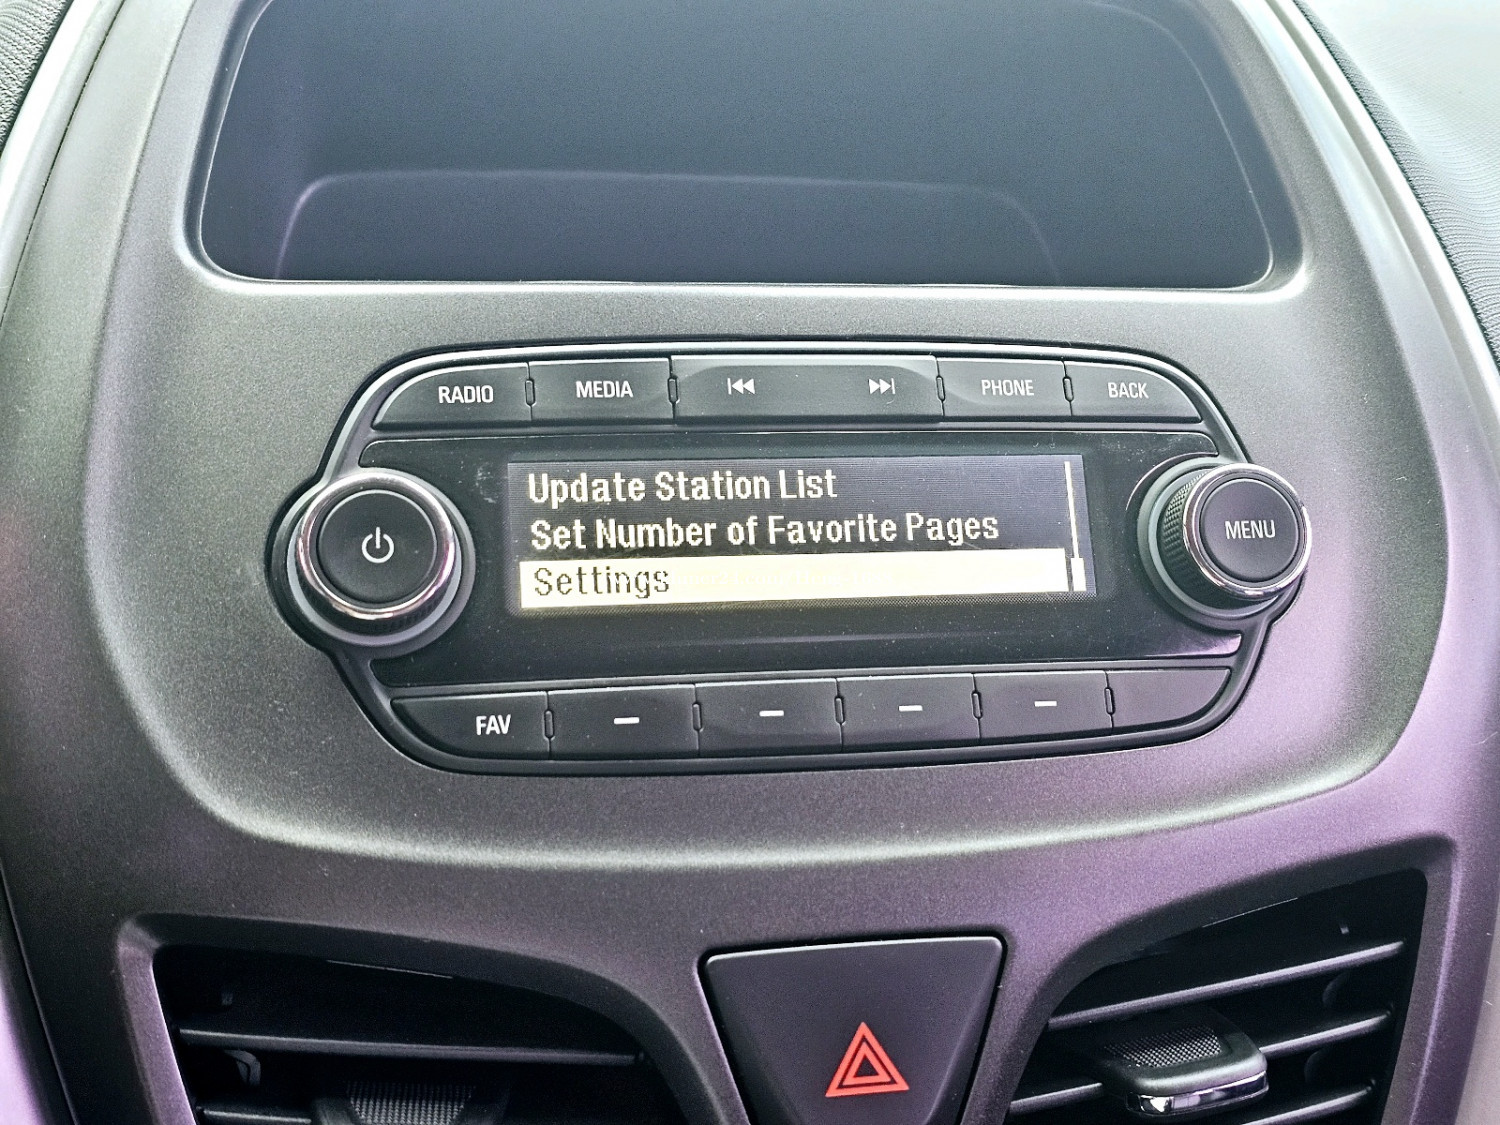 RADIO MEDIA PHONE BACK
Update Station List
Set Number of Favorite Pages
Settings
MENU
FAV